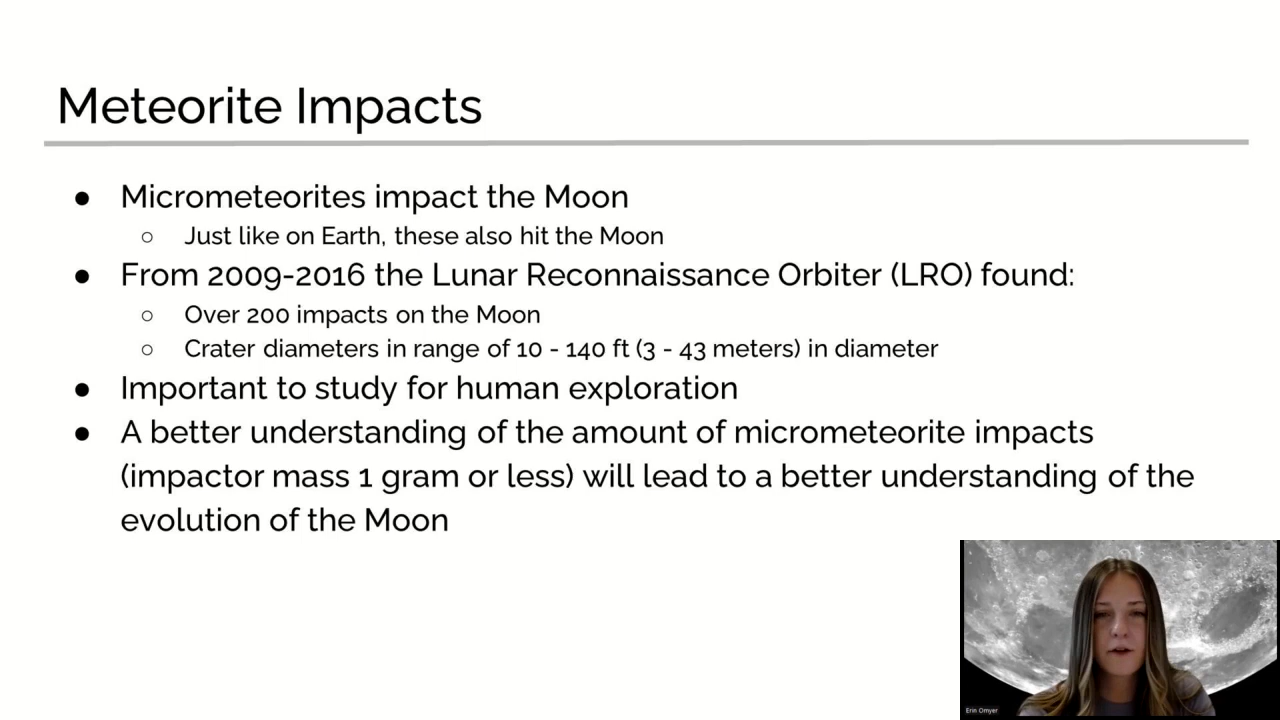 Meteorite Impacts
● Micrometeorites impact the Moon
○ Just like on Earth, these also hit the Moon
● From 2009-2016 the Lunar Reconnaissance Orbiter (LRO) found:
○ Over 200 impacts on the Moon
○ Crater diameters in range of 10 - 140 ft (3 - 43 meters) in diameter
● Important to study for human exploration
● A better understanding of the amount of micrometeorite impacts
(impactor mass 1 gram or less) will lead to a better understanding of the
evolution of the Moon
Erin Omyer